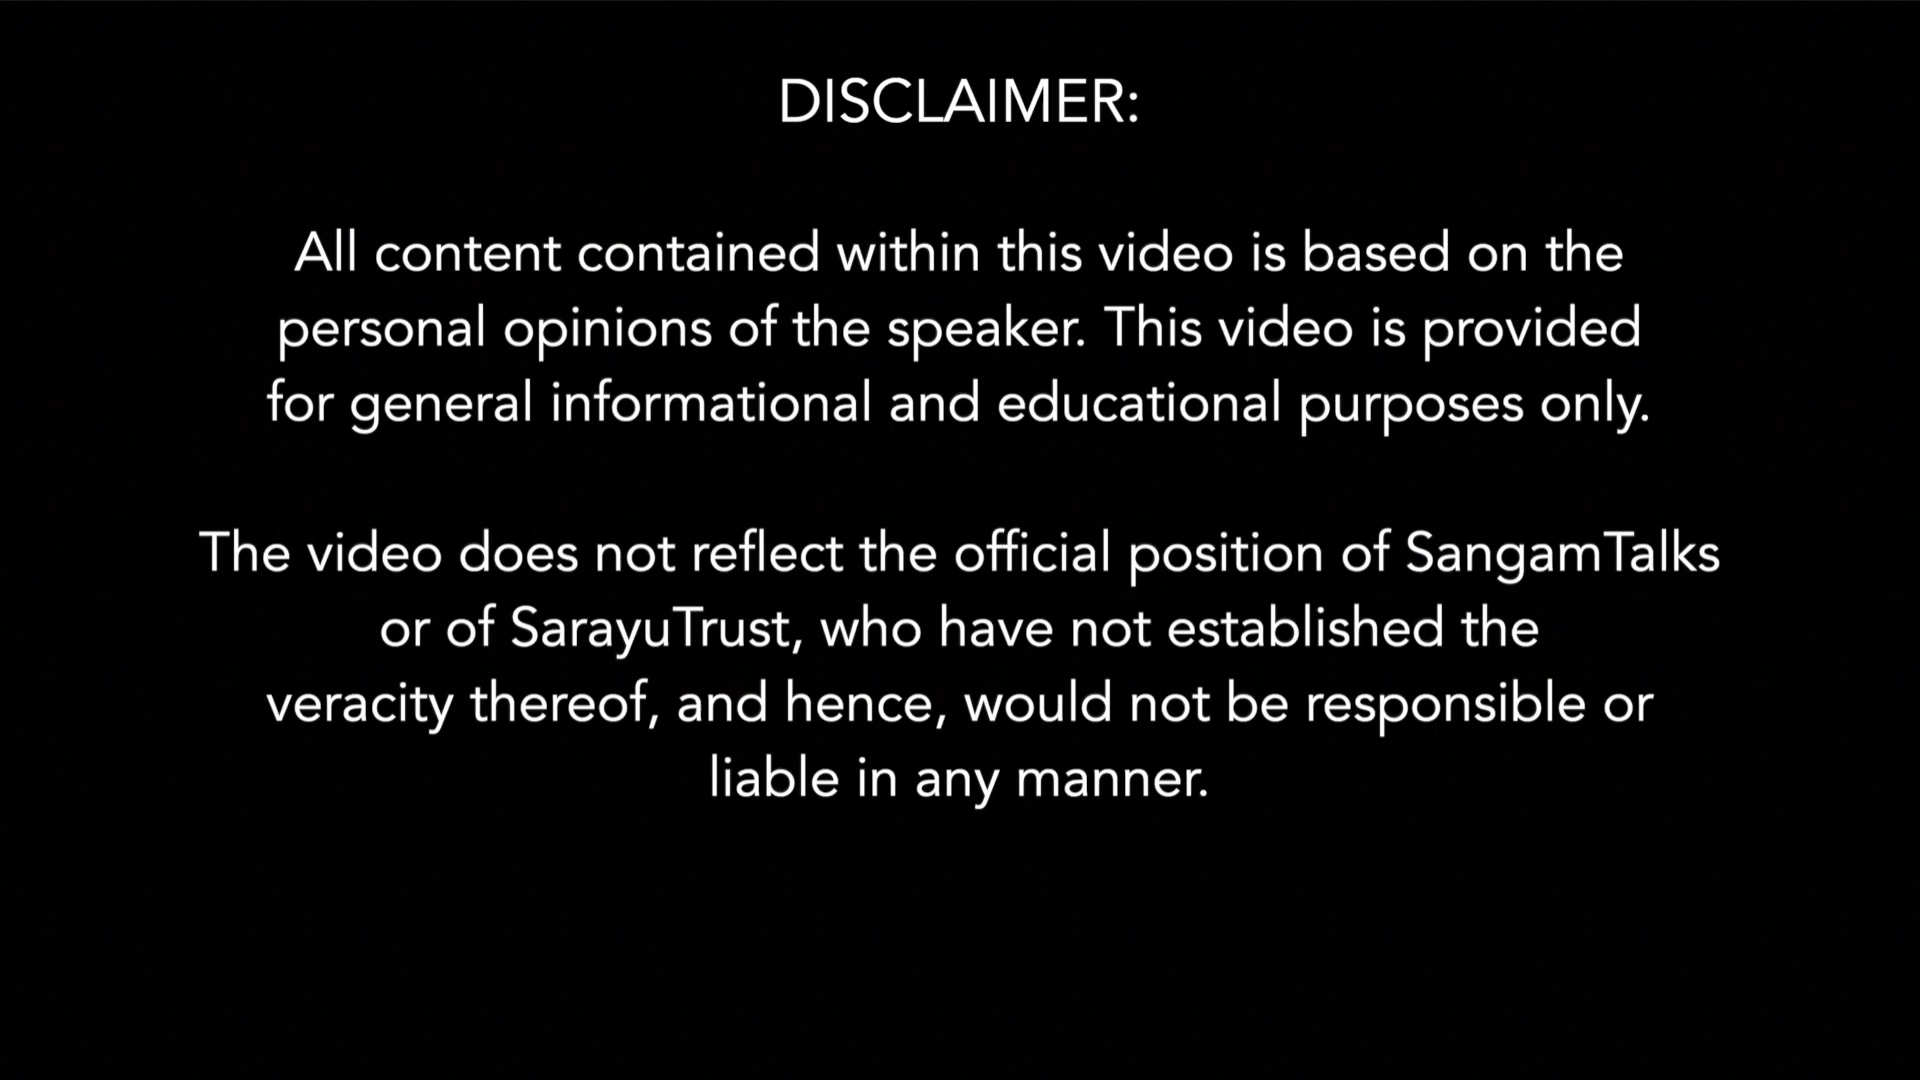 DISCLAIMER:
All content contained within this video is based on the
personal opinions of the speaker. This video is provided
for general informational and educational purposes only.
The video does not reflect the official position of SangamTalks
or of SarayuTrust, who have not established the
veracity thereof, and hence, would not be responsible or
liable in any manner.